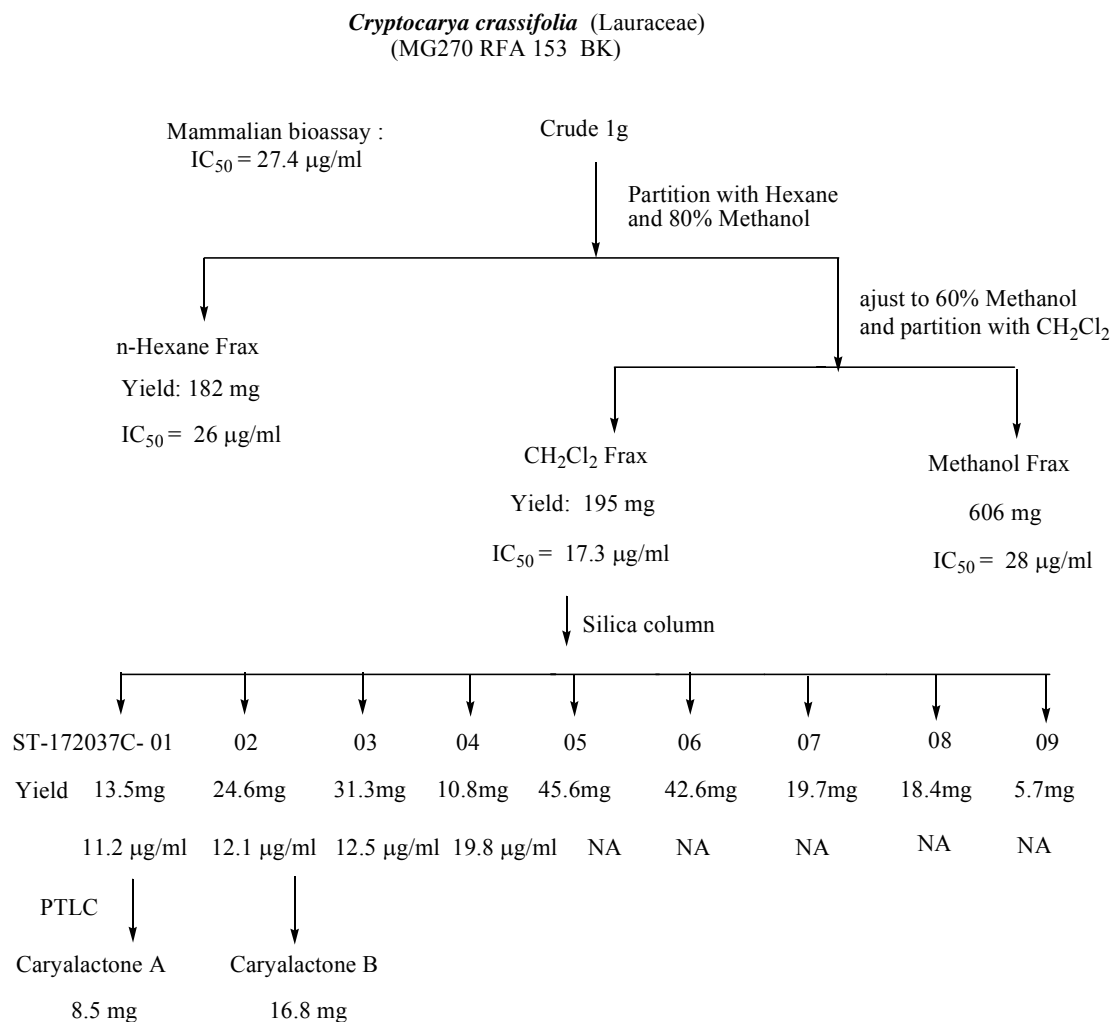 Cryptocarya crassifolia (Lauraceae)
(MG270 RFA 153 BK)
Mammalian bioassay :
IC50 = 27.4 μg/ml
Crude 1g
Partition with Hexane
and 80% Methanol
ajust to 60% Methanol
and partition with CH2Cl2
n-Hexane Frax
Yield: 182 mg
IC50 = 26 μg/ml
CH2Cl2 Frax
Yield: 195 mg
IC50 = 17.3 μg/ml
Methanol Frax
606 mg
IC50 = 28 μg/ml
Silica column
ST-172037C- 01 02 03 04 05 06 07 08 09
Yield 13.5mg 24.6mg 31.3mg 10.8mg 45.6mg 42.6mg 19.7mg 18.4mg 5.7mg
11.2 μg/ml 12.1 μg/ml 12.5 μg/ml 19.8 μg/ml NA NA NA NA NA
PTLC
Caryalactone A Caryalactone B
8.5 mg 16.8 mg